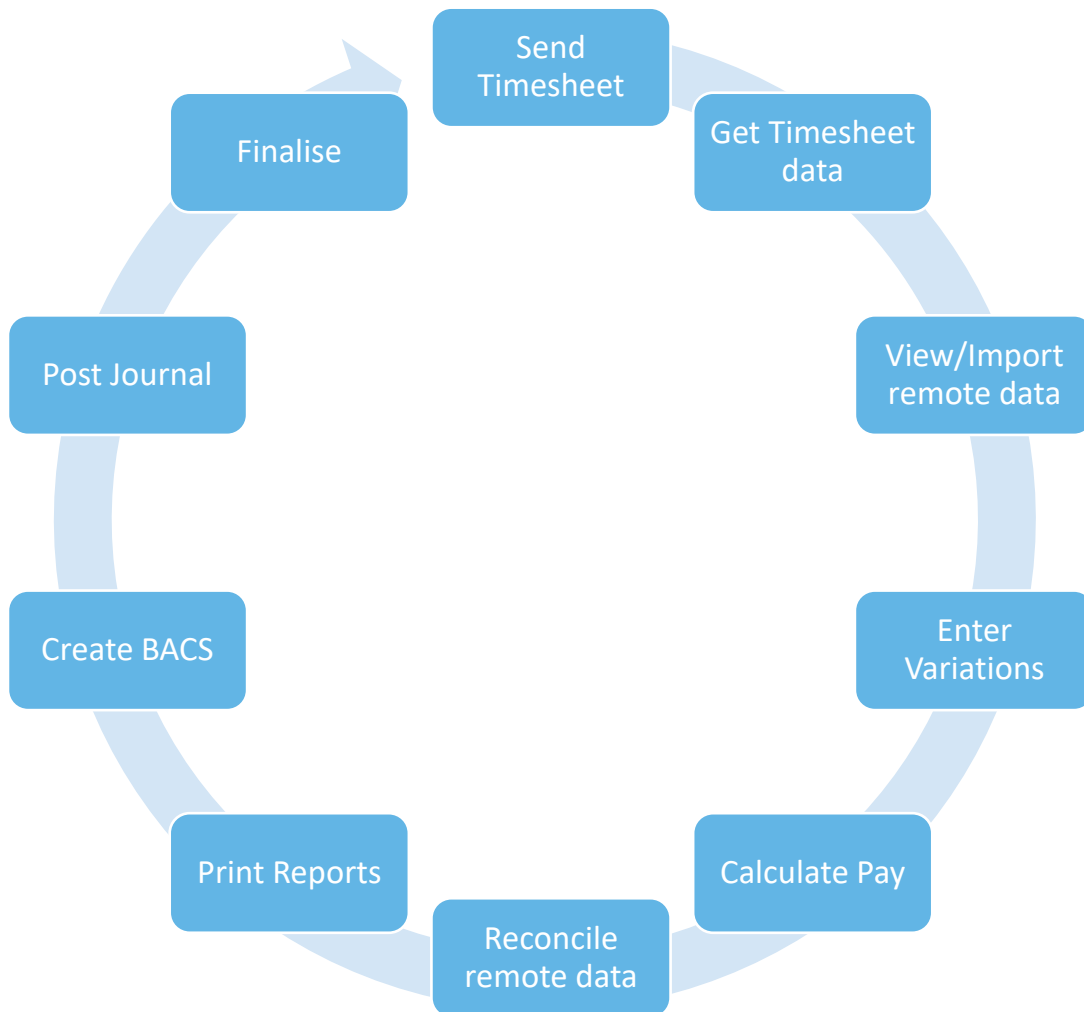 Send
Timesheet
Get Timesheet
data
View/Import
remote data
Enter
Variations
Calculate Pay
Reconcile
remote data
Print Reports
Create BACS
Post Journal
Finalise